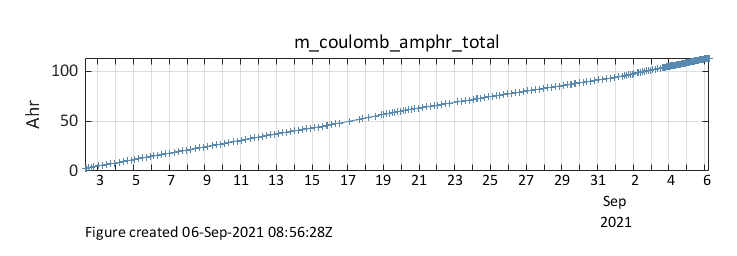 m_coulomb_amphr_total
100
50
0
Ahr
3 5 7 9 11 13 15 17 19 21 23 25 27 29 31 2 4 6
Sep
2021
Figure created 06-Sep-2021 08:56:28Z